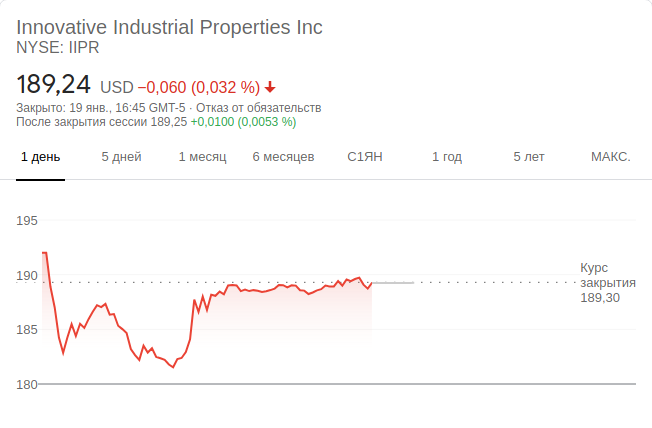 Innovative Industrial Properties Inc
NYSE: IIPR
189,24 USD −0,060 (0,032 %)
Закрыто: 19 янв., 16:45 GMT-5 · Отказ от обязательств
После закрытия сессии 189,25 +0,0100 (0,0053 %)
1 день 5 дней 1 месяц 6 месяцев С1ЯН 1 год 5 лет МАКС.
195
190
185
180
Курс
закрытия
189,30